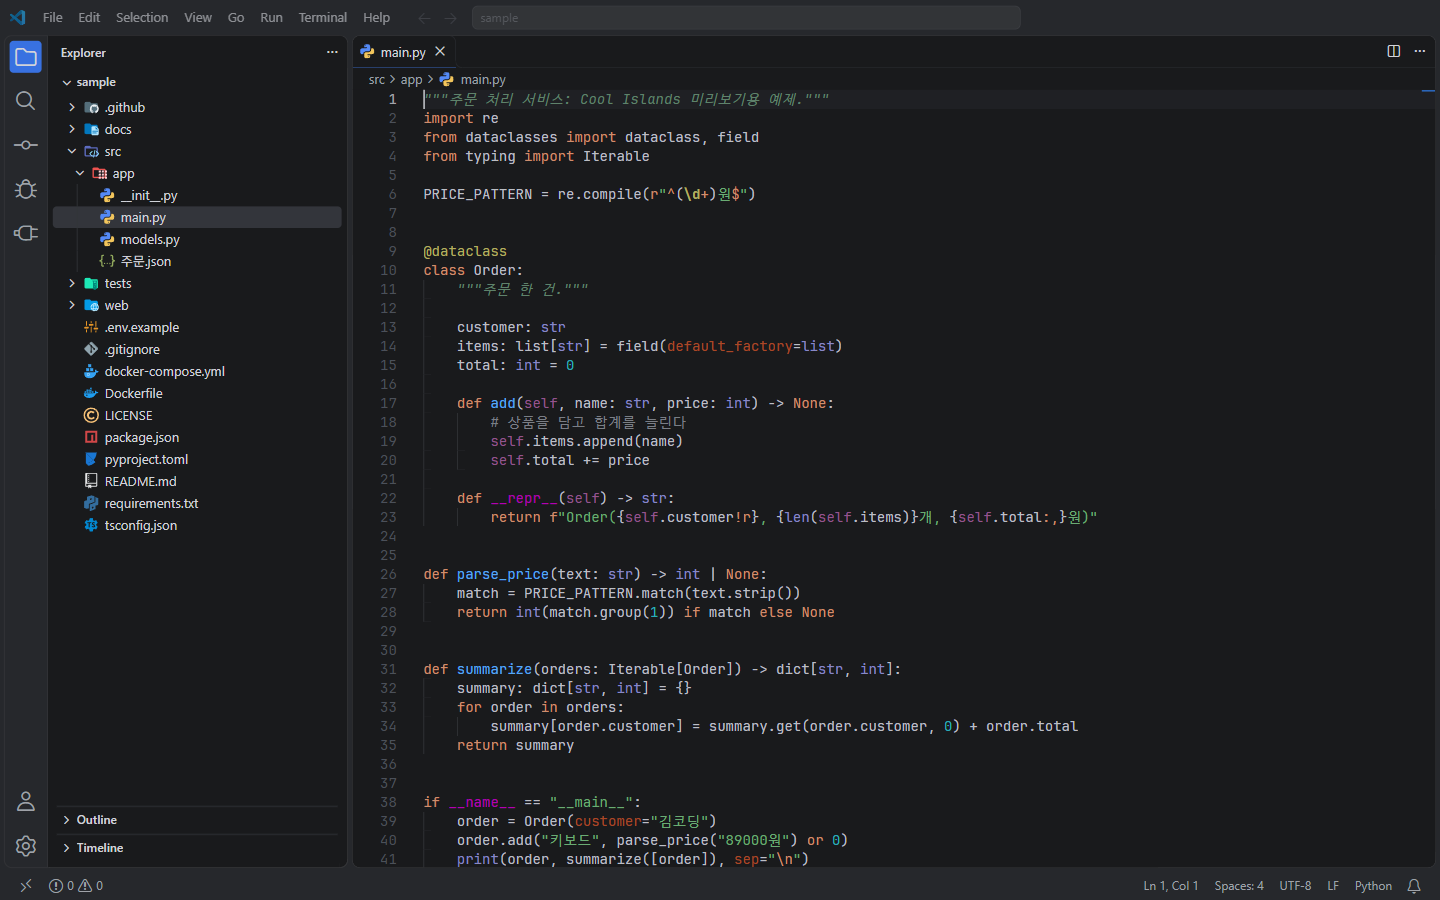 File Edit Selection View Go Run Terminal Help
sample
Explorer
sample
.github
docs
src
app
__init__.py
main.py
models.py
주문.json
tests
web
.env.example
.gitignore
docker-compose.yml
Dockerfile
LICENSE
package.json
pyproject.toml
README.md
requirements.txt
tsconfig.json
Outline
Timeline
main.py
src > app > main.py
1 """주문 처리 서비스: Cool Islands 미리보기용 예제."""
2 import re
3 from dataclasses import dataclass, field
4 from typing import Iterable
5
6 PRICE_PATTERN = re.compile(r"^(\d+)원$")
7
8
9 @dataclass
10 class Order:
11     """주문 한 건."""
12
13     customer: str
14     items: list[str] = field(default_factory=list)
15     total: int = 0
16
17     def add(self, name: str, price: int) -> None:
18         # 상품을 담고 합계를 늘린다
19         self.items.append(name)
20         self.total += price
21
22     def __repr__(self) -> str:
23         return f"Order({self.customer!r}, {len(self.items)}개, {self.total:,}원)"
24
25
26 def parse_price(text: str) -> int | None:
27     match = PRICE_PATTERN.match(text.strip())
28     return int(match.group(1)) if match else None
29
30
31 def summarize(orders: Iterable[Order]) -> dict[str, int]:
32     summary: dict[str, int] = {}
33     for order in orders:
34         summary[order.customer] = summary.get(order.customer, 0) + order.total
35     return summary
36
37
38 if __name__ == "__main__":
39     order = Order(customer="김코딩")
40     order.add("키보드", parse_price("89000원") or 0)
41     print(order, summarize([order]), sep="\n")
0 0
Ln 1, Col 1 Spaces: 4 UTF-8 LF Python